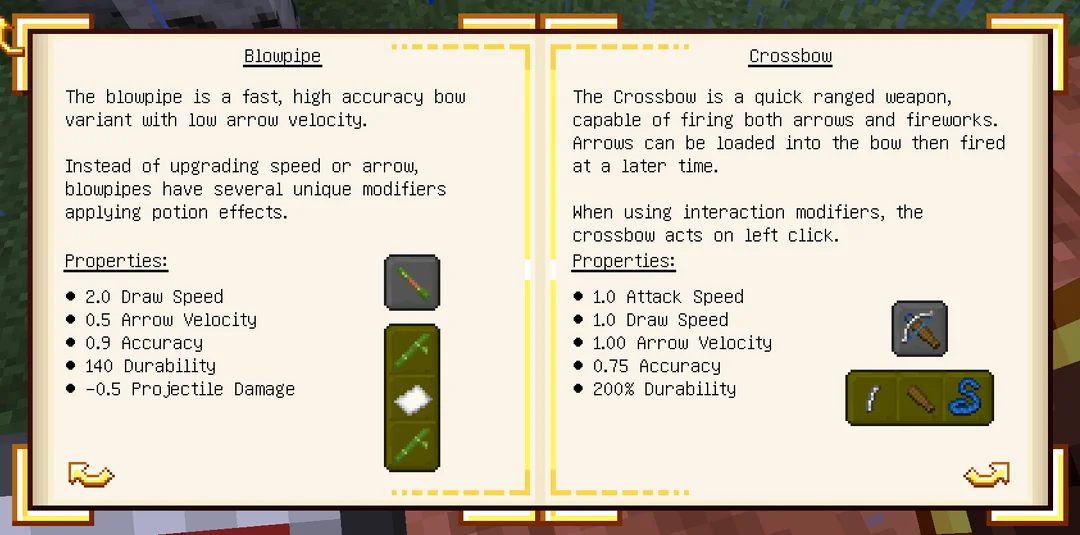 Blowpipe
The blowpipe is a fast, high accuracy bow
variant with low arrow velocity.
Instead of upgrading speed or arrow,
blowpipes have several unique modifiers
applying potion effects.
Properties:
● 2.0 Draw Speed
● 0.5 Arrow Velocity
● 0.9 Accuracy
● 140 Durability
● -0.5 Projectile Damage
Crossbow
The Crossbow is a quick ranged weapon,
capable of firing both arrows and fireworks.
Arrows can be loaded into the bow then fired
at a later time.
When using interaction modifiers, the
crossbow acts on left click.
Properties:
● 1.0 Attack Speed
● 1.0 Draw Speed
● 1.00 Arrow Velocity
● 0.75 Accuracy
● 200% Durability